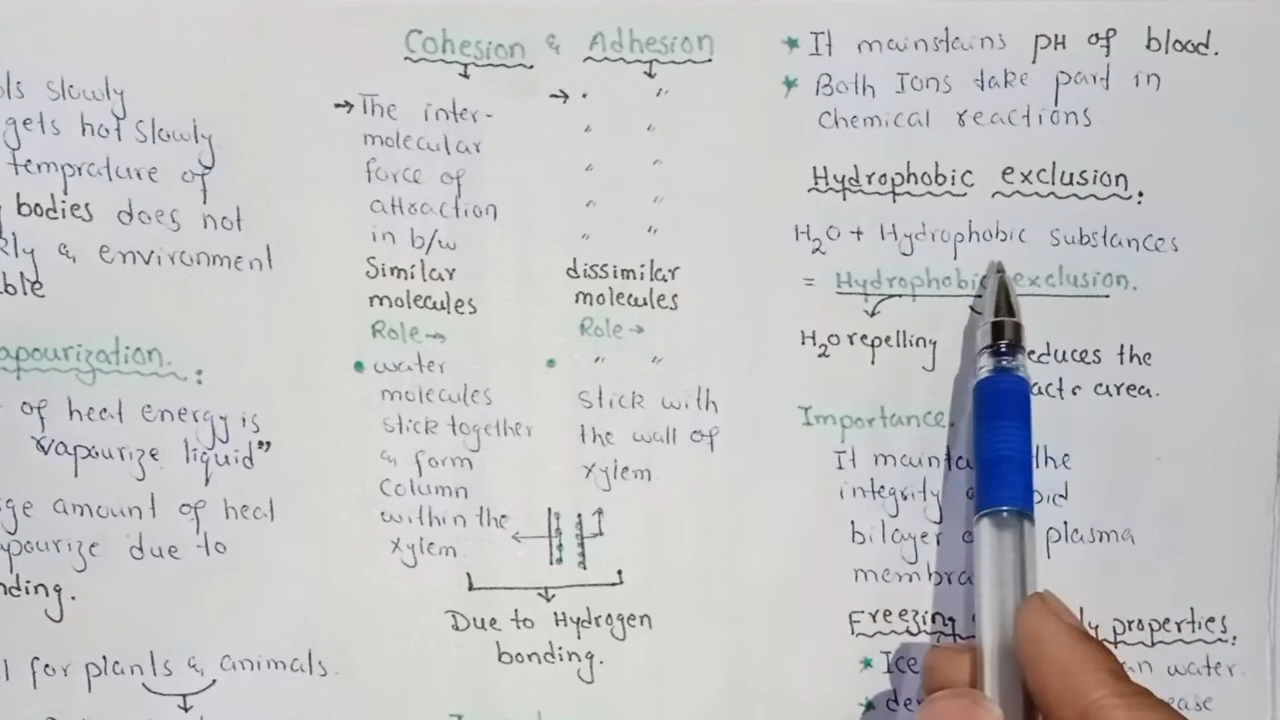 ls slowly
gets hot slowly
temprature of
bodies does not
& environment
apourization.
of heat energy is
vapourize liquid"
ge amount of heat
pourize due to
nding.
for plants & animals.
Cohesion & Adhesion
→ The inter-
molecular
force of
attraction
in b/w
Similar
molecules
Role→
• water
molecules
stick together
& form
Column
within the
xylem
→ . "
" "
" "
" "
" "
dissimilar
molecules
Role→
• " "
stick with
the wall of
xylem
Due to Hydrogen
bonding.
★ It mainstains pH of blood.
★ Both Ions take part in
chemical reactions
Hydrophobic exclusion:
H₂O + Hydrophobic substances
= Hydrophobic exclusion.
H₂O repelling
educes the
area.
Importance
It mainta the
integrity
bilayer plasma
membra
Freezing properties:
★ Ice an water.
★ de ease